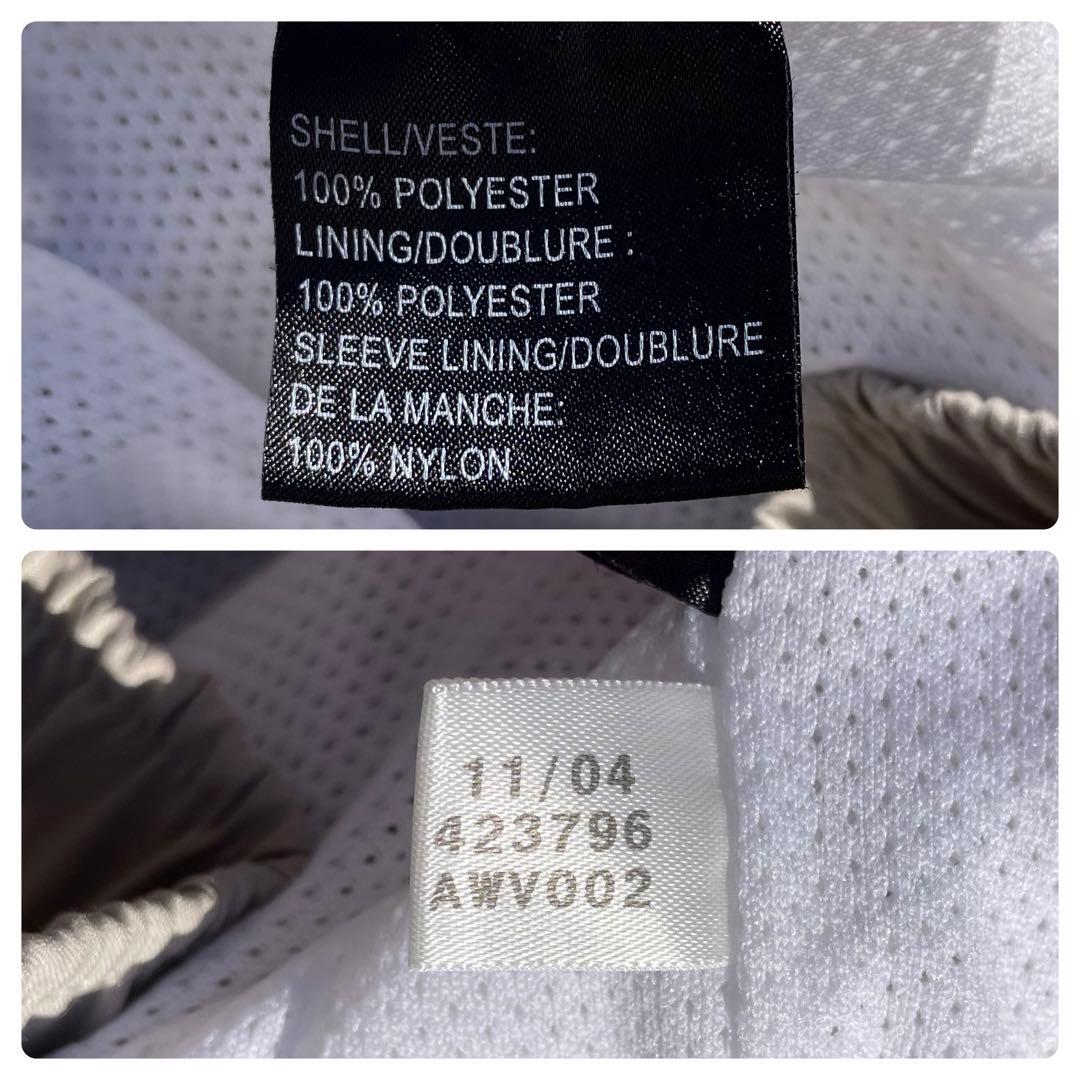 SHELL/VESTE:
100% POLYESTER
LINING/DOUBLURE :
100% POLYESTER
SLEEVE LINING/DOUBLURE
DE LA MANCHE:
100% NYLON
11/04
423796
AWV002